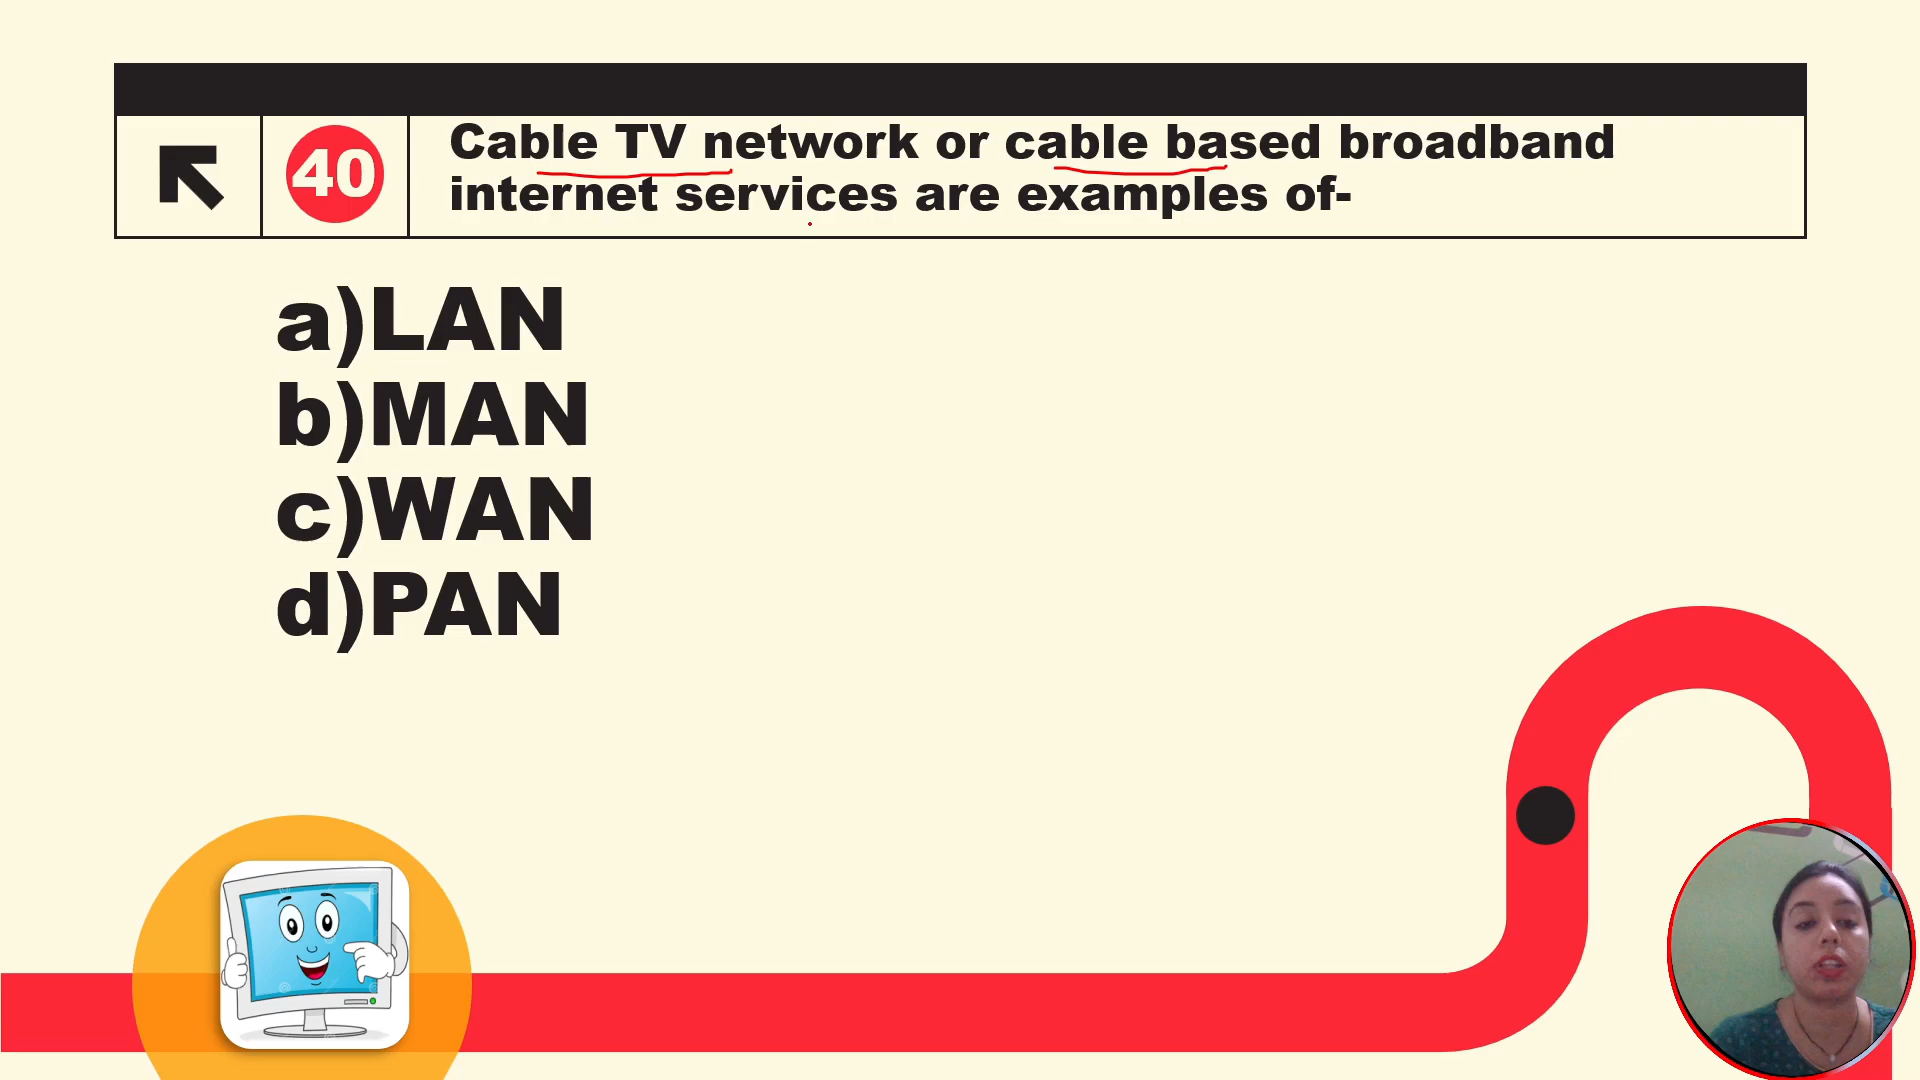 40
Cable TV network or cable based broadband
internet services are examples of-
a)LAN
b)MAN
c)WAN
d)PAN